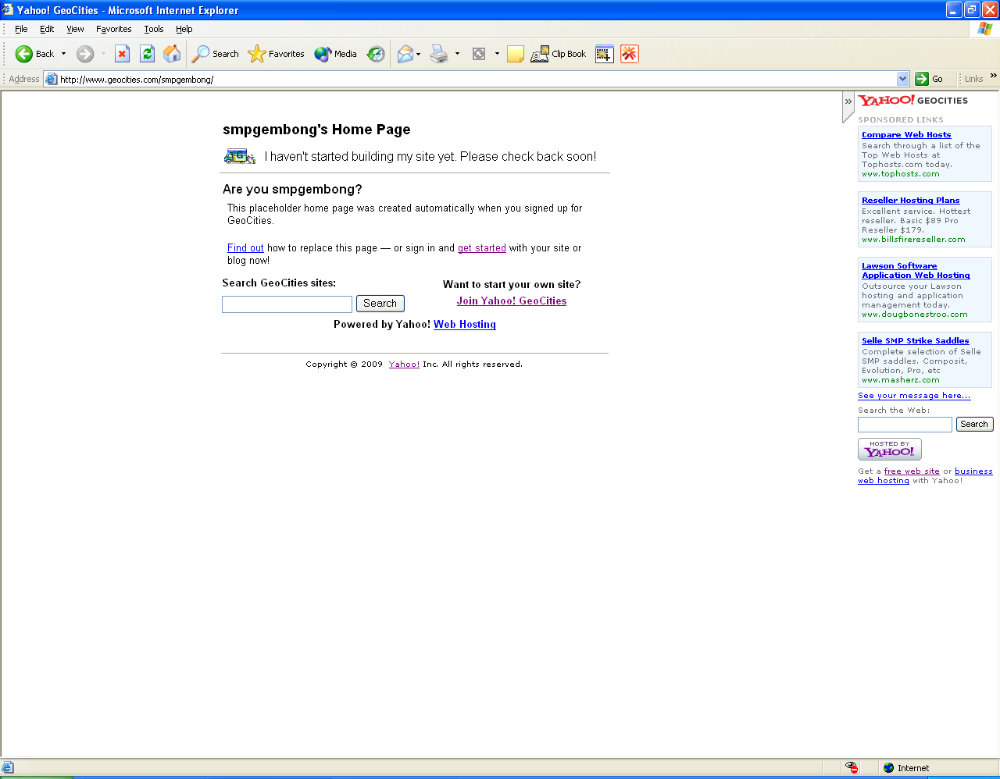 Yahoo! GeoCities - Microsoft Internet Explorer
File Edit View Favorites Tools Help
Back Search Favorites Media Clip Book
Address http://www.geocities.com/smpgembong/ Go Links »
smpgembong's Home Page
I haven't started building my site yet. Please check back soon!
Are you smpgembong?
This placeholder home page was created automatically when you signed up for
GeoCities.
Find out how to replace this page — or sign in and get started with your site or
blog now!
Search GeoCities sites:
Search
Want to start your own site?
Join Yahoo! GeoCities
Powered by Yahoo! Web Hosting
Copyright © 2009 Yahoo! Inc. All rights reserved.
»
YAHOO! GEOCITIES
SPONSORED LINKS
Compare Web Hosts
Search through a list of the
Top Web Hosts at
Tophosts.com today.
www.tophosts.com
Reseller Hosting Plans
Excellent service. Hottest
reseller. Basic $89 Pro
Reseller $179.
www.billsfirereseller.com
Lawson Software
Application Web Hosting
Outsource your Lawson
hosting and application
management today.
www.dougbonestroo.com
Selle SMP Strike Saddles
Complete selection of Selle
SMP saddles. Composit,
Evolution, Pro, etc
www.masherz.com
See your message here...
Search the Web:
Search
HOSTED BY
YAHOO!
Get a free web site or business
web hosting with Yahoo!
Internet